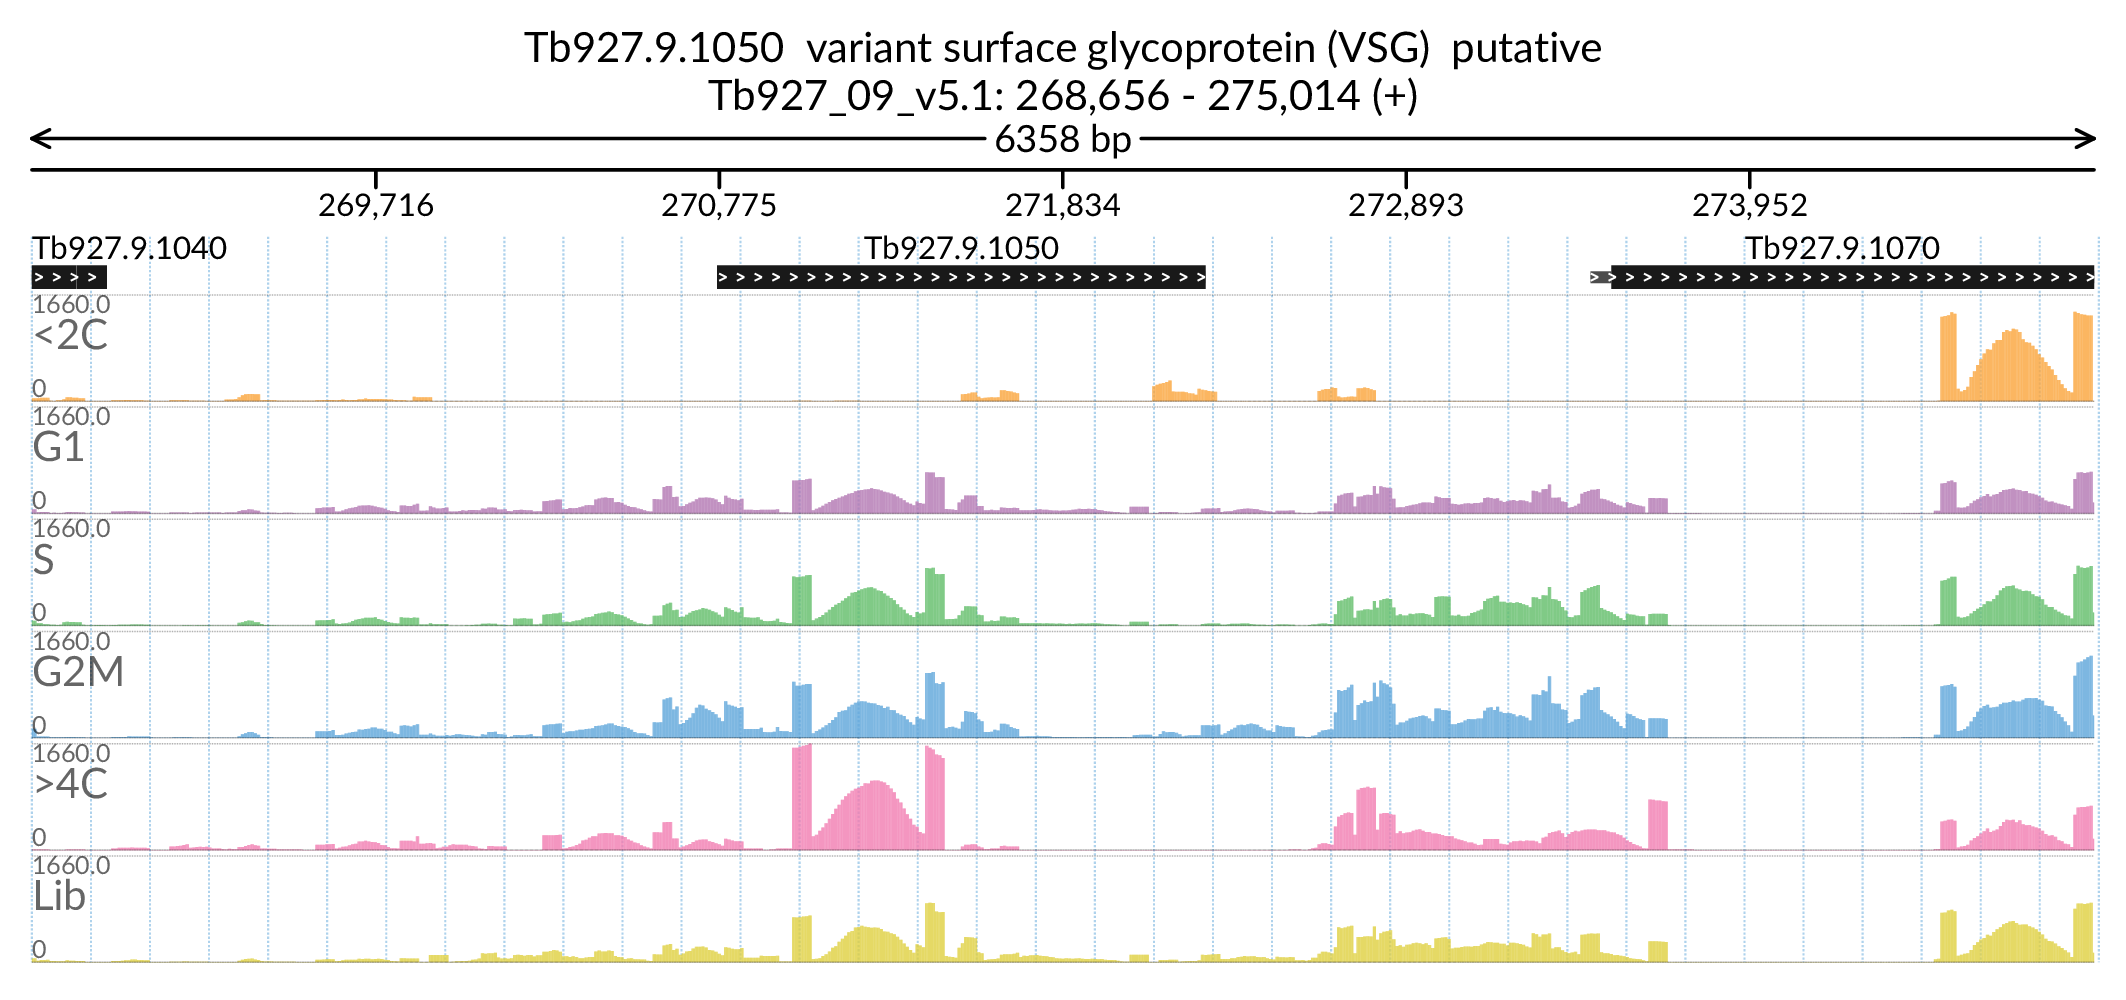 Tb927.9.1050  variant surface glycoprotein (VSG)  putative
Tb927_09_v5.1: 268,656 - 275,014 (+)
6358 bp
269,716 270,775 271,834 272,893 273,952
Tb927.9.1040 Tb927.9.1050 Tb927.9.1070
1660.0
<2C
0
1660.0
G1
0
1660.0
S
0
1660.0
G2M
0
1660.0
>4C
0
1660.0
Lib
0